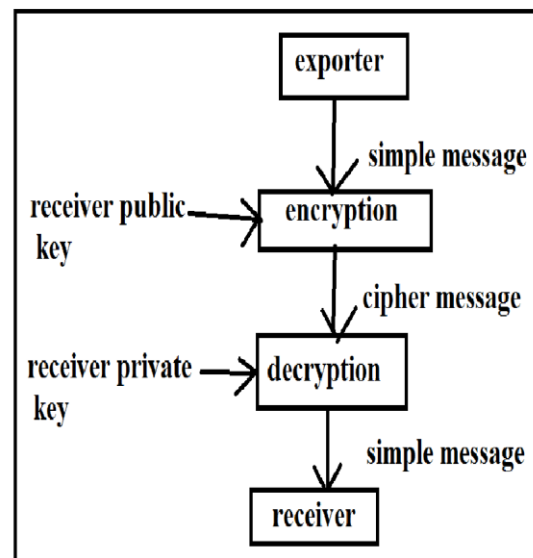 exporter
simple message
receiver public
key
encryption
cipher message
receiver private
key
decryption
simple message
receiver